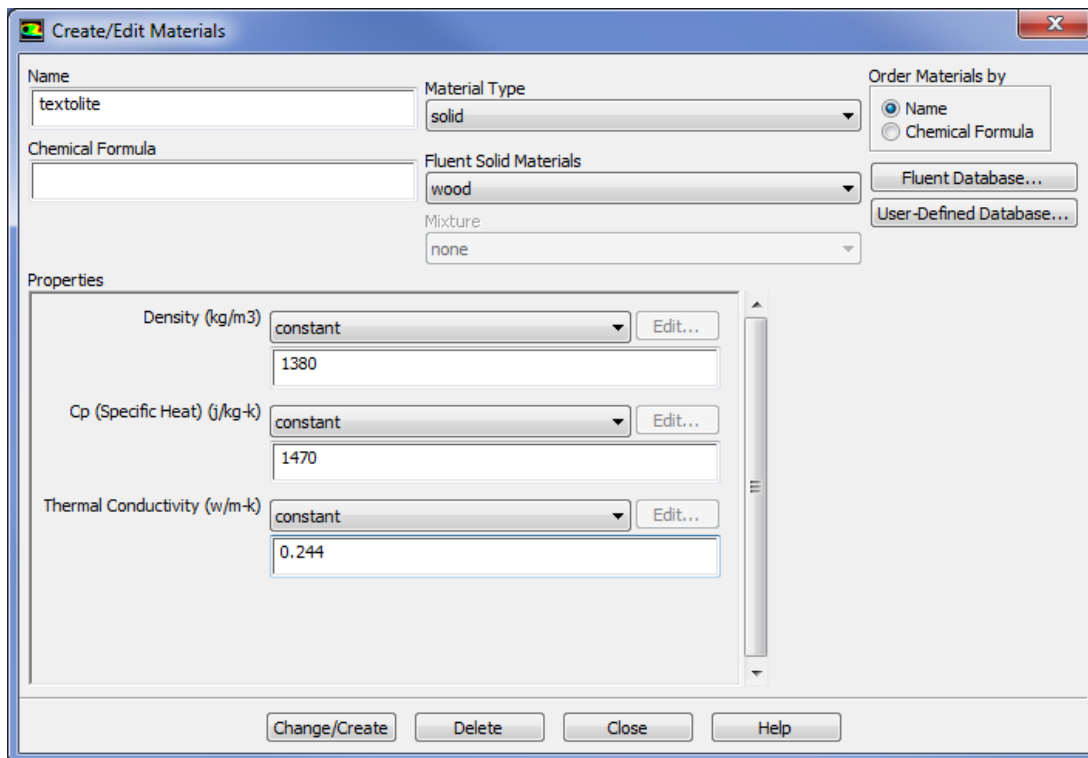 Create/Edit Materials
X
Name
textolite
Material Type
solid
Order Materials by
Name
Chemical Formula
Chemical Formula
Fluent Solid Materials
wood
Fluent Database...
User-Defined Database...
Mixture
none
Properties
Density (kg/m3)
constant
Edit...
1380
Cp (Specific Heat) (j/kg-k)
constant
Edit...
1470
Thermal Conductivity (w/m-k)
constant
Edit...
0.244
Change/Create
Delete
Close
Help